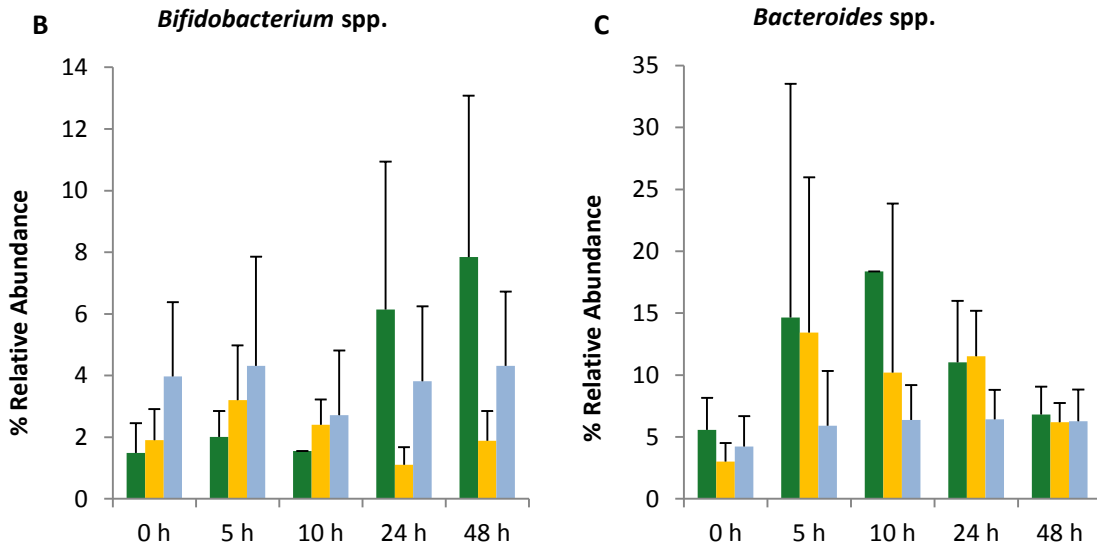 B
Bifidobacterium spp.
% Relative Abundance
14
12
10
8
6
4
2
0
0 h 5 h 10 h 24 h 48 h
C
Bacteroides spp.
% Relative Abundance
35
30
25
20
15
10
5
0
0 h 5 h 10 h 24 h 48 h